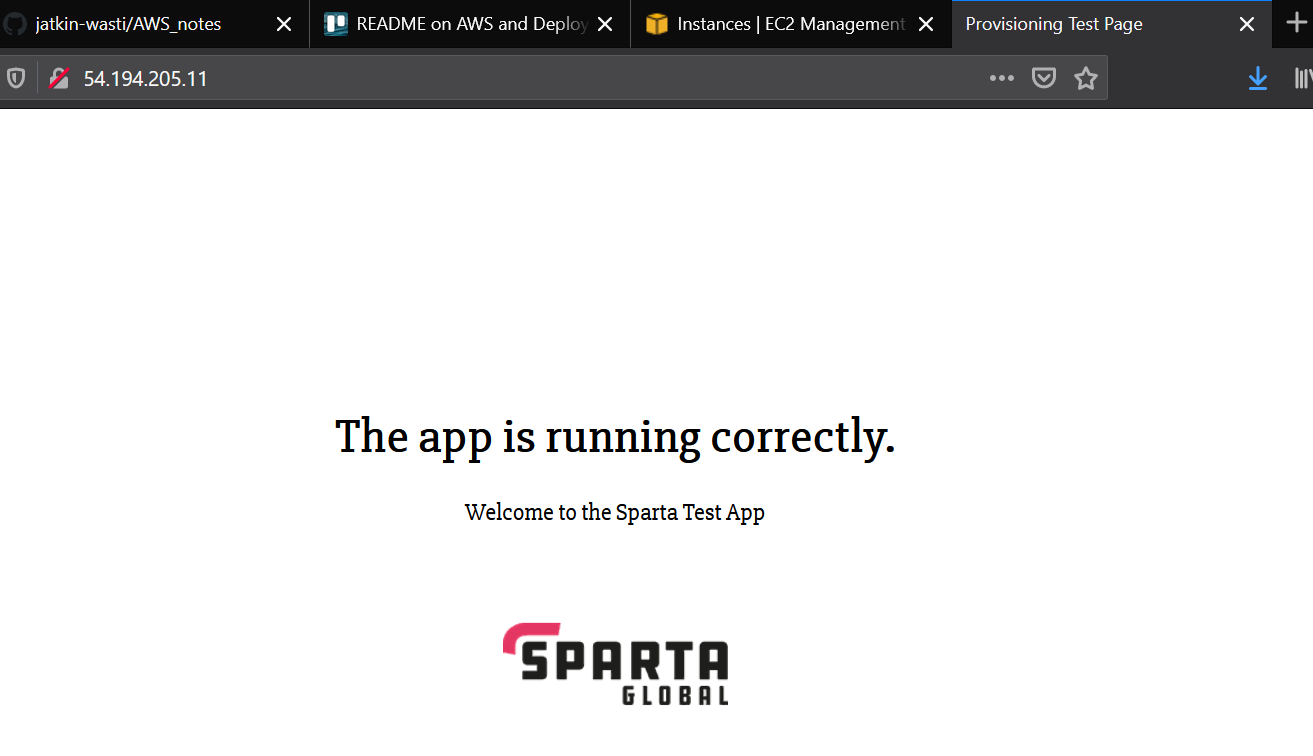 jatkin-wasti/AWS_notes
README on AWS and Deploy
Instances | EC2 Management
Provisioning Test Page
54.194.205.11
The app is running correctly.
Welcome to the Sparta Test App
SPARTA
GLOBAL